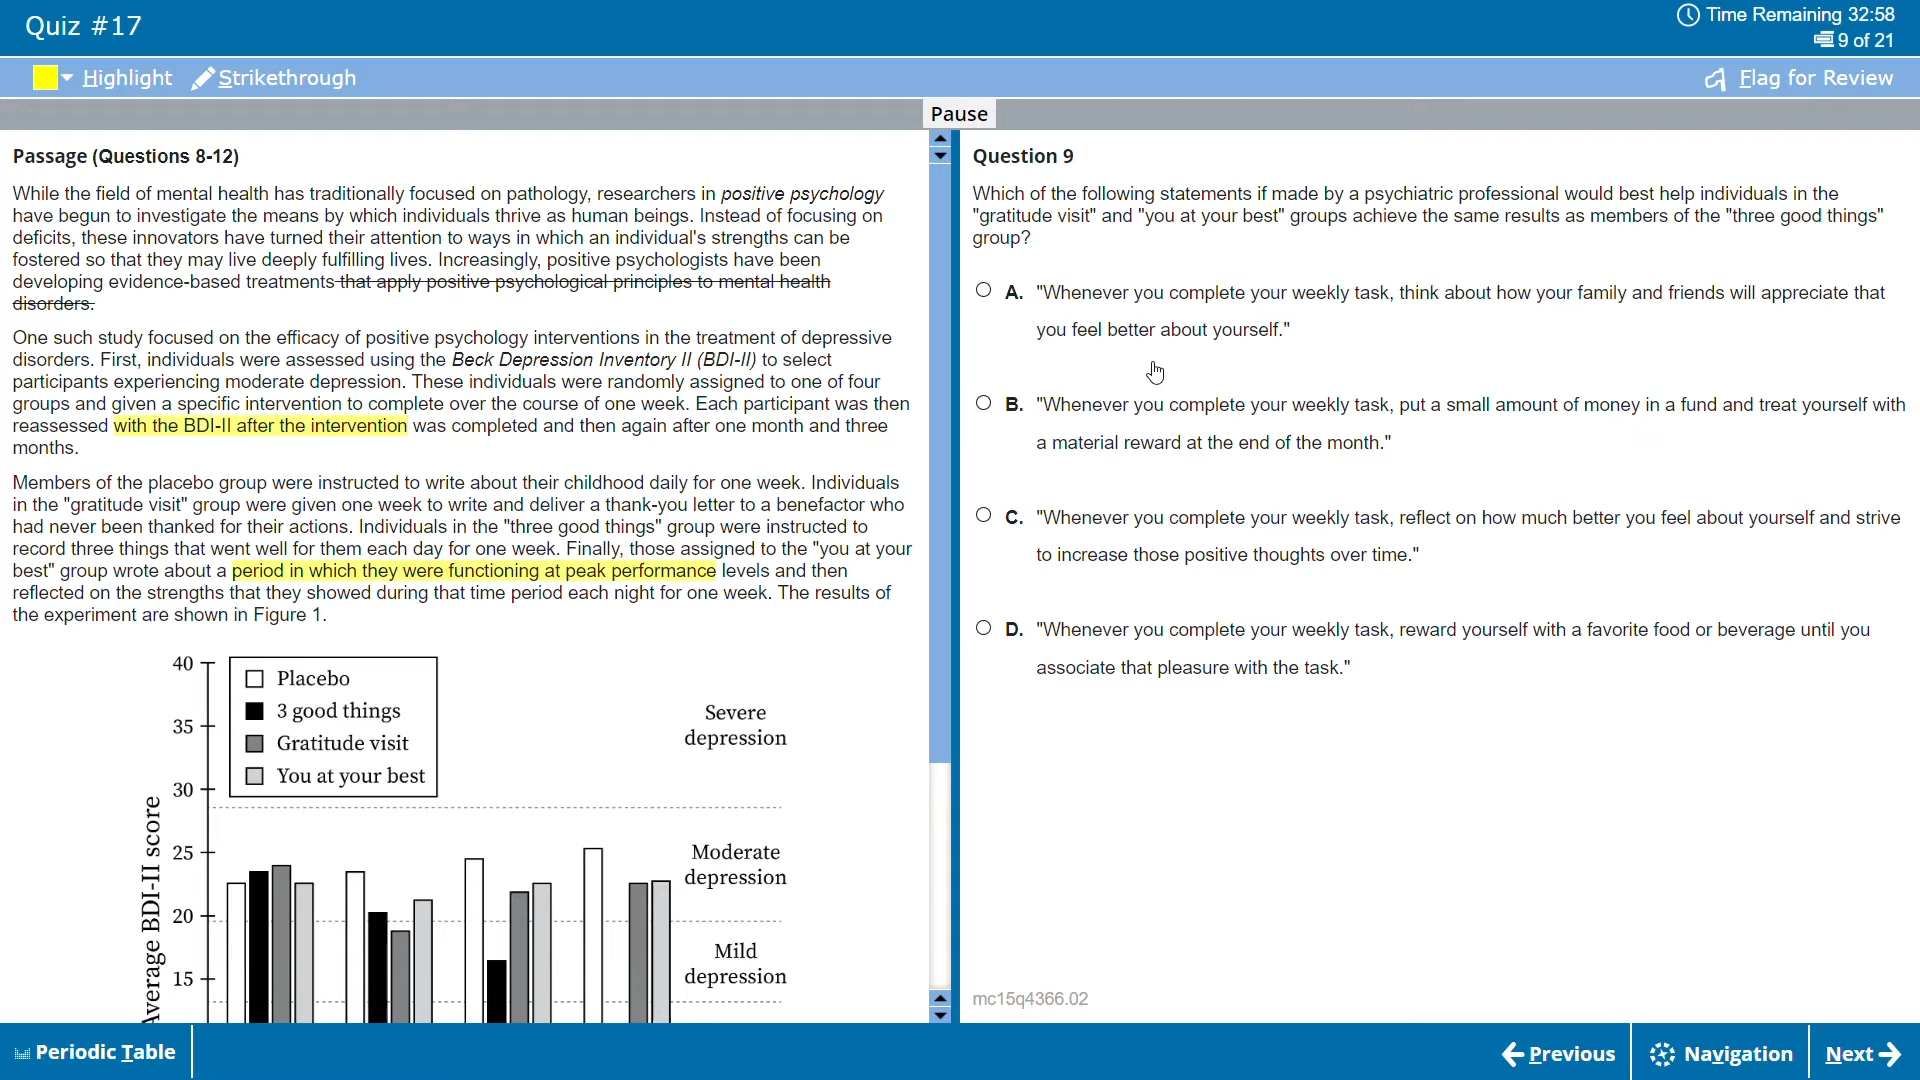 Quiz #17
Time Remaining 32:58
9 of 21
Highlight
Strikethrough
Flag for Review
Pause
Passage (Questions 8-12)
While the field of mental health has traditionally focused on pathology, researchers in positive psychology
have begun to investigate the means by which individuals thrive as human beings. Instead of focusing on
deficits, these innovators have turned their attention to ways in which an individual's strengths can be
fostered so that they may live deeply fulfilling lives. Increasingly, positive psychologists have been
developing evidence-based treatments that apply positive psychological principles to mental health
disorders.
One such study focused on the efficacy of positive psychology interventions in the treatment of depressive
disorders. First, individuals were assessed using the Beck Depression Inventory II (BDI-II) to select
participants experiencing moderate depression. These individuals were randomly assigned to one of four
groups and given a specific intervention to complete over the course of one week. Each participant was then
reassessed with the BDI-II after the intervention was completed and then again after one month and three
months.
Members of the placebo group were instructed to write about their childhood daily for one week. Individuals
in the "gratitude visit" group were given one week to write and deliver a thank-you letter to a benefactor who
had never been thanked for their actions. Individuals in the "three good things" group were instructed to
record three things that went well for them each day for one week. Finally, those assigned to the "you at your
best" group wrote about a period in which they were functioning at peak performance levels and then
reflected on the strengths that they showed during that time period each night for one week. The results of
the experiment are shown in Figure 1.
40
35
30
25
20
15
Average BDI-II score
Placebo
3 good things
Gratitude visit
You at your best
Severe
depression
Moderate
depression
Mild
depression
Question 9
Which of the following statements if made by a psychiatric professional would best help individuals in the
"gratitude visit" and "you at your best" groups achieve the same results as members of the "three good things"
group?
A. "Whenever you complete your weekly task, think about how your family and friends will appreciate that
you feel better about yourself."
B. "Whenever you complete your weekly task, put a small amount of money in a fund and treat yourself with
a material reward at the end of the month."
C. "Whenever you complete your weekly task, reflect on how much better you feel about yourself and strive
to increase those positive thoughts over time."
D. "Whenever you complete your weekly task, reward yourself with a favorite food or beverage until you
associate that pleasure with the task."
mc15q4366.02
Periodic Table
Previous
Navigation
Next